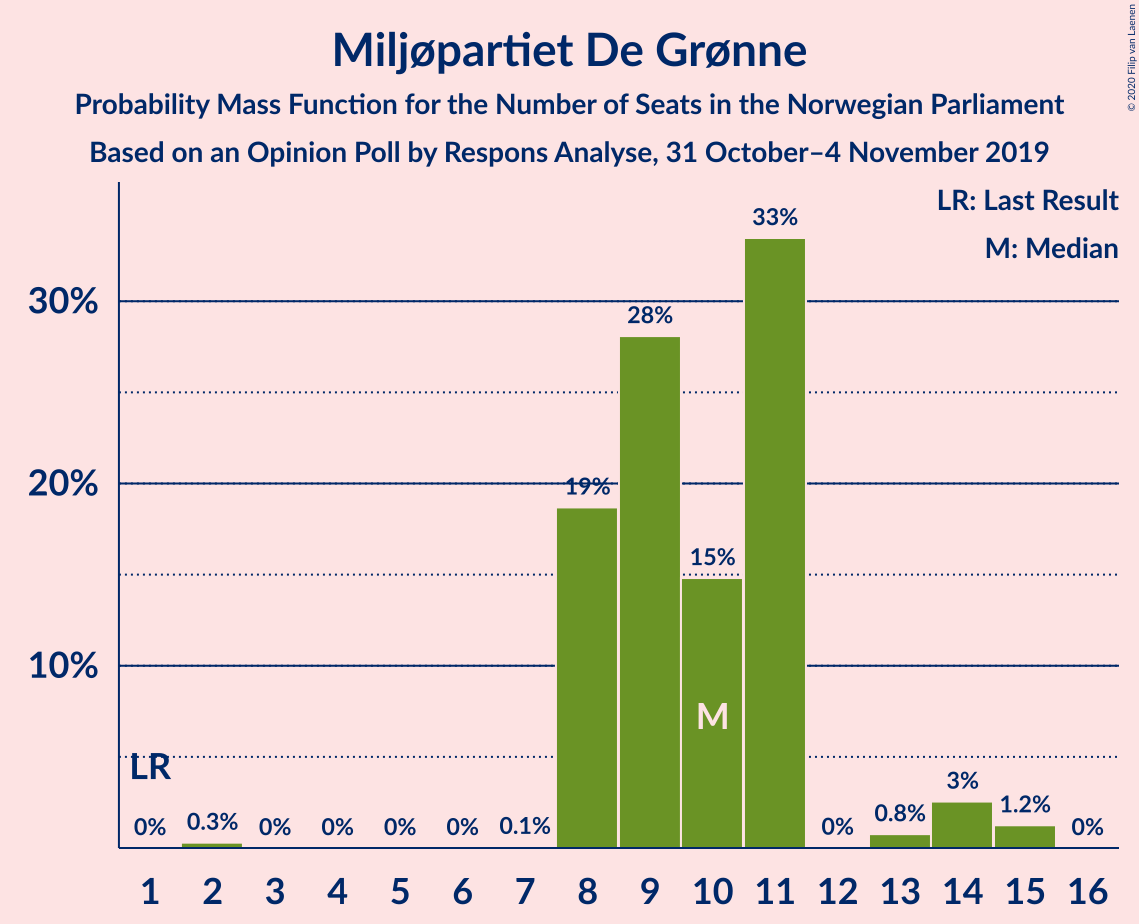 Miljøpartiet De Grønne
Probability Mass Function for the Number of Seats in the Norwegian Parliament
Based on an Opinion Poll by Respons Analyse, 31 October–4 November 2019
© 2020 Filip van Laenen
LR: Last Result
M: Median
30%
20%
10%
0%
0.3%
0%
0%
0%
0%
0.1%
19%
28%
15%
33%
0%
0.8%
3%
1.2%
0%
LR
M
1 2 3 4 5 6 7 8 9 10 11 12 13 14 15 16